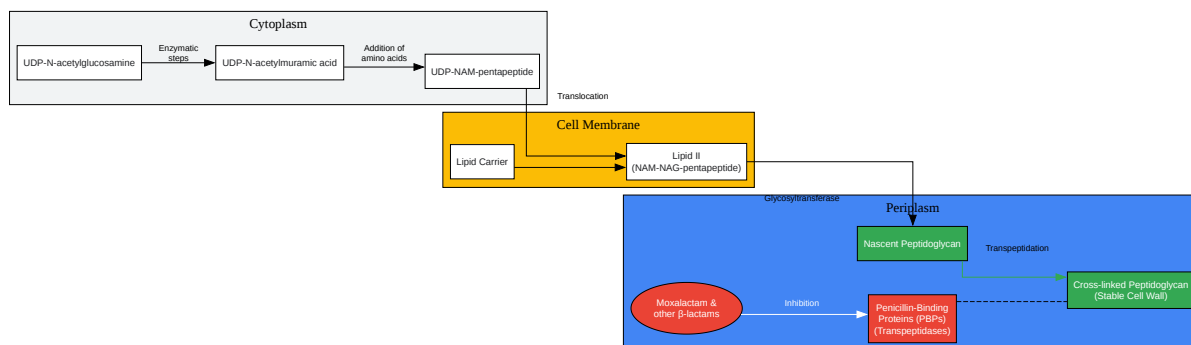 Cytoplasm
UDP-N-acetylglucosamine
Enzymatic
steps
UDP-N-acetylmuramic acid
Addition of
amino acids
UDP-NAM-pentapeptide
Translocation
Cell Membrane
Lipid Carrier
Lipid II
(NAM-NAG-pentapeptide)
Glycosyltransferase
Periplasm
Nascent Peptidoglycan
Transpeptidation
Cross-linked Peptidoglycan
(Stable Cell Wall)
Moxalactam &
other β-lactams
Inhibition
Penicillin-Binding
Proteins (PBPs)
(Transpeptidases)